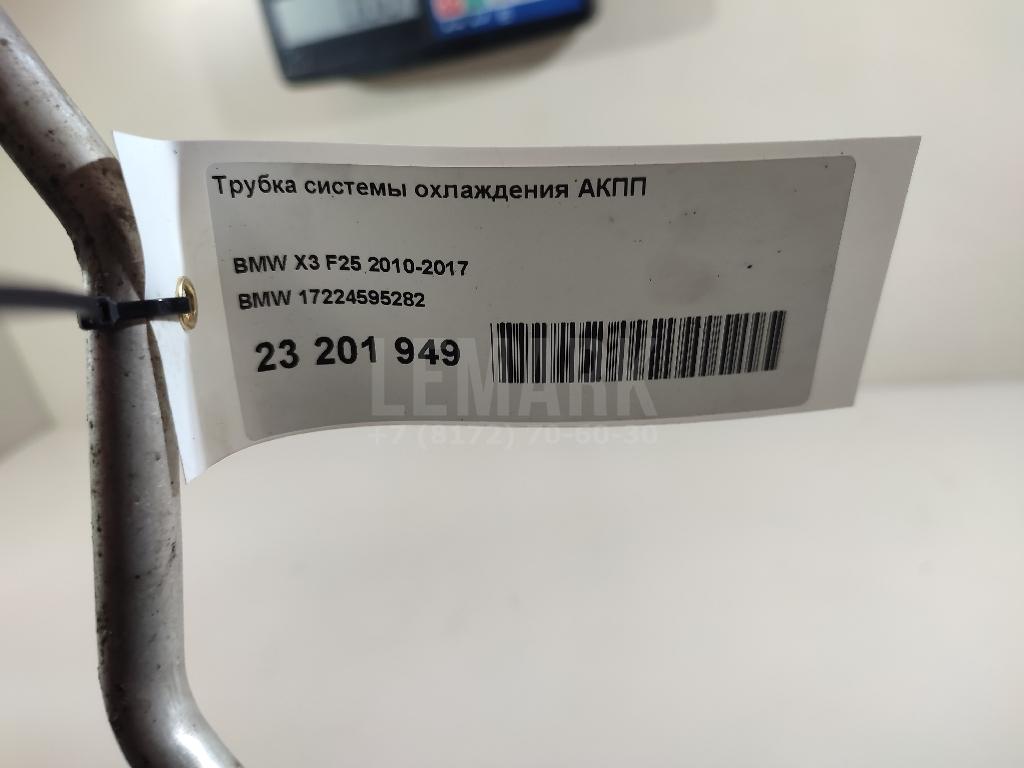 Трубка системы охлаждения АКПП
BMW X3 F25 2010-2017
BMW 17224595282
23 201 949
LEMARK
+7 (8172) 70-60-30